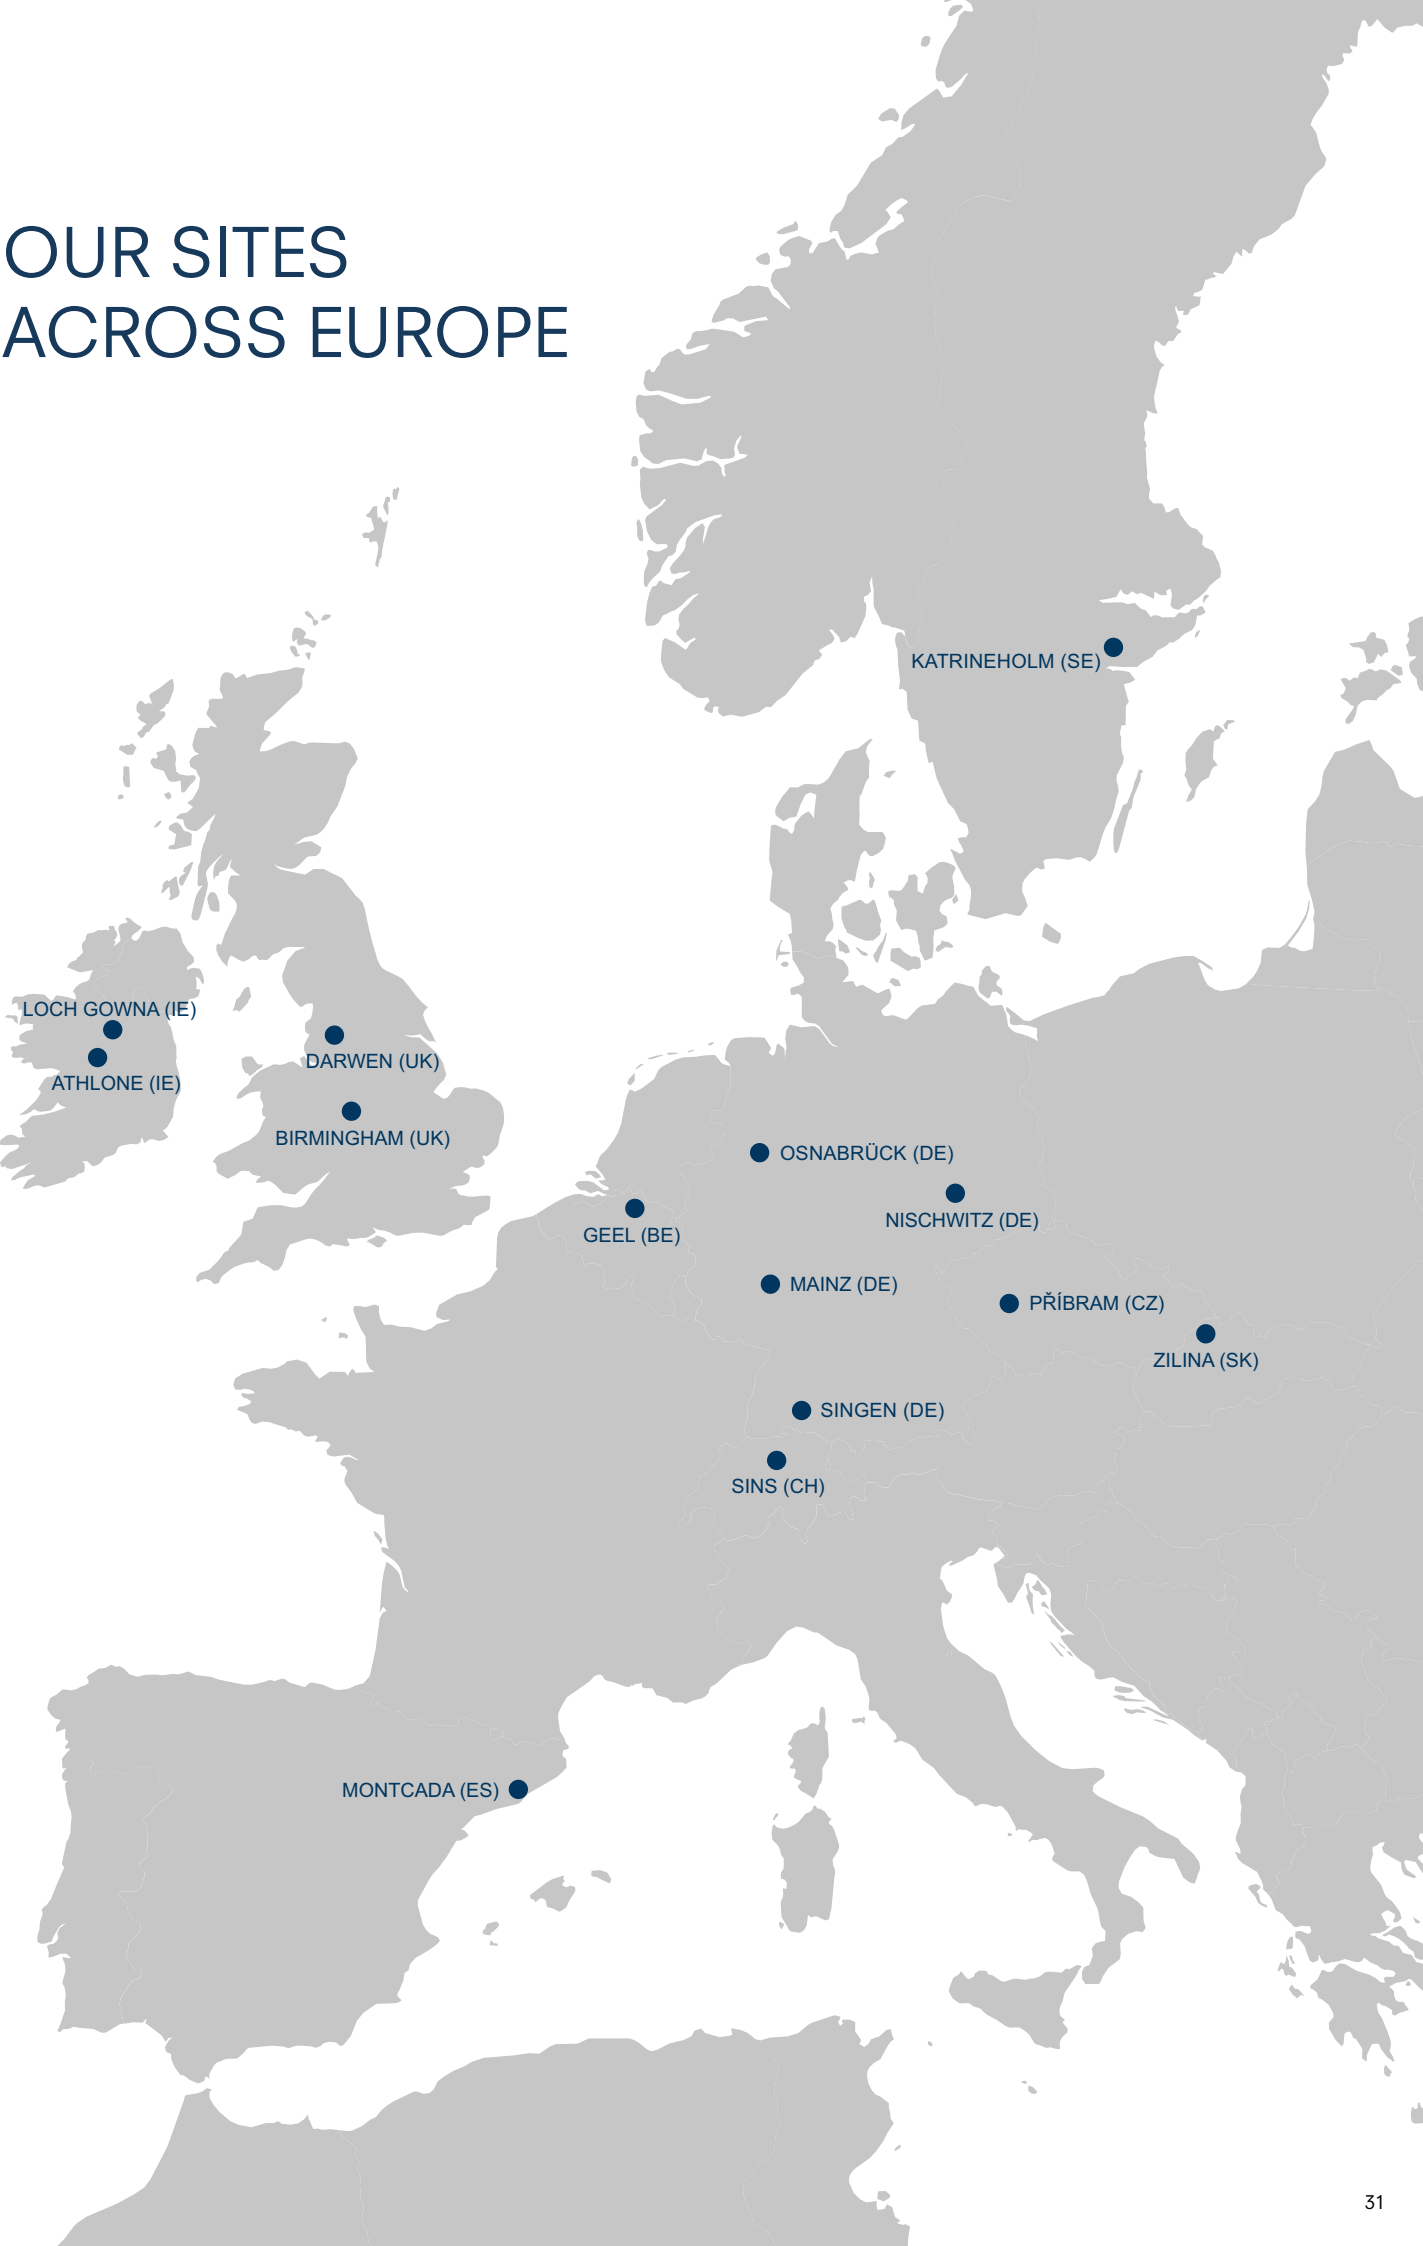 OUR SITES
ACROSS EUROPE
KATRINEHOLM (SE)
LOCH GOWNA (IE)
DARWEN (UK)
ATHLONE (IE)
BIRMINGHAM (UK)
OSNABRÜCK (DE)
NISCHWITZ (DE)
GEEL (BE)
MAINZ (DE)
PŘÍBRAM (CZ)
ZILINA (SK)
SINGEN (DE)
SINS (CH)
MONTCADA (ES)
31